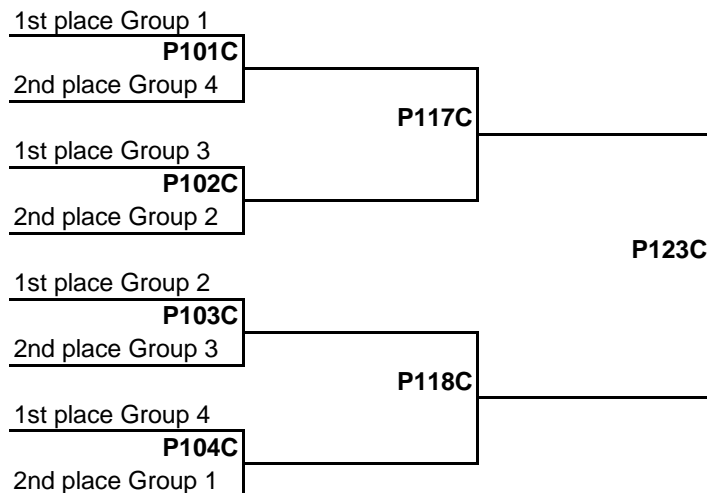 1st place Group 1
P101C
2nd place Group 4
P117C
1st place Group 3
P102C
2nd place Group 2
P123C
1st place Group 2
P103C
2nd place Group 3
P118C
1st place Group 4
P104C
2nd place Group 1